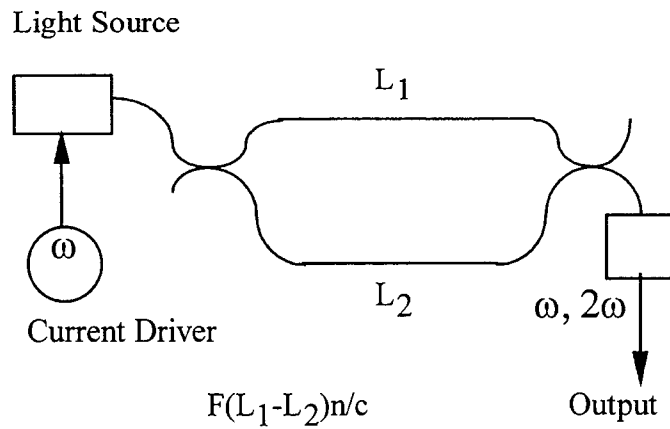 Light Source
L1
ω
L2
ω, 2ω
Current Driver
F(L1-L2)n/c
Output